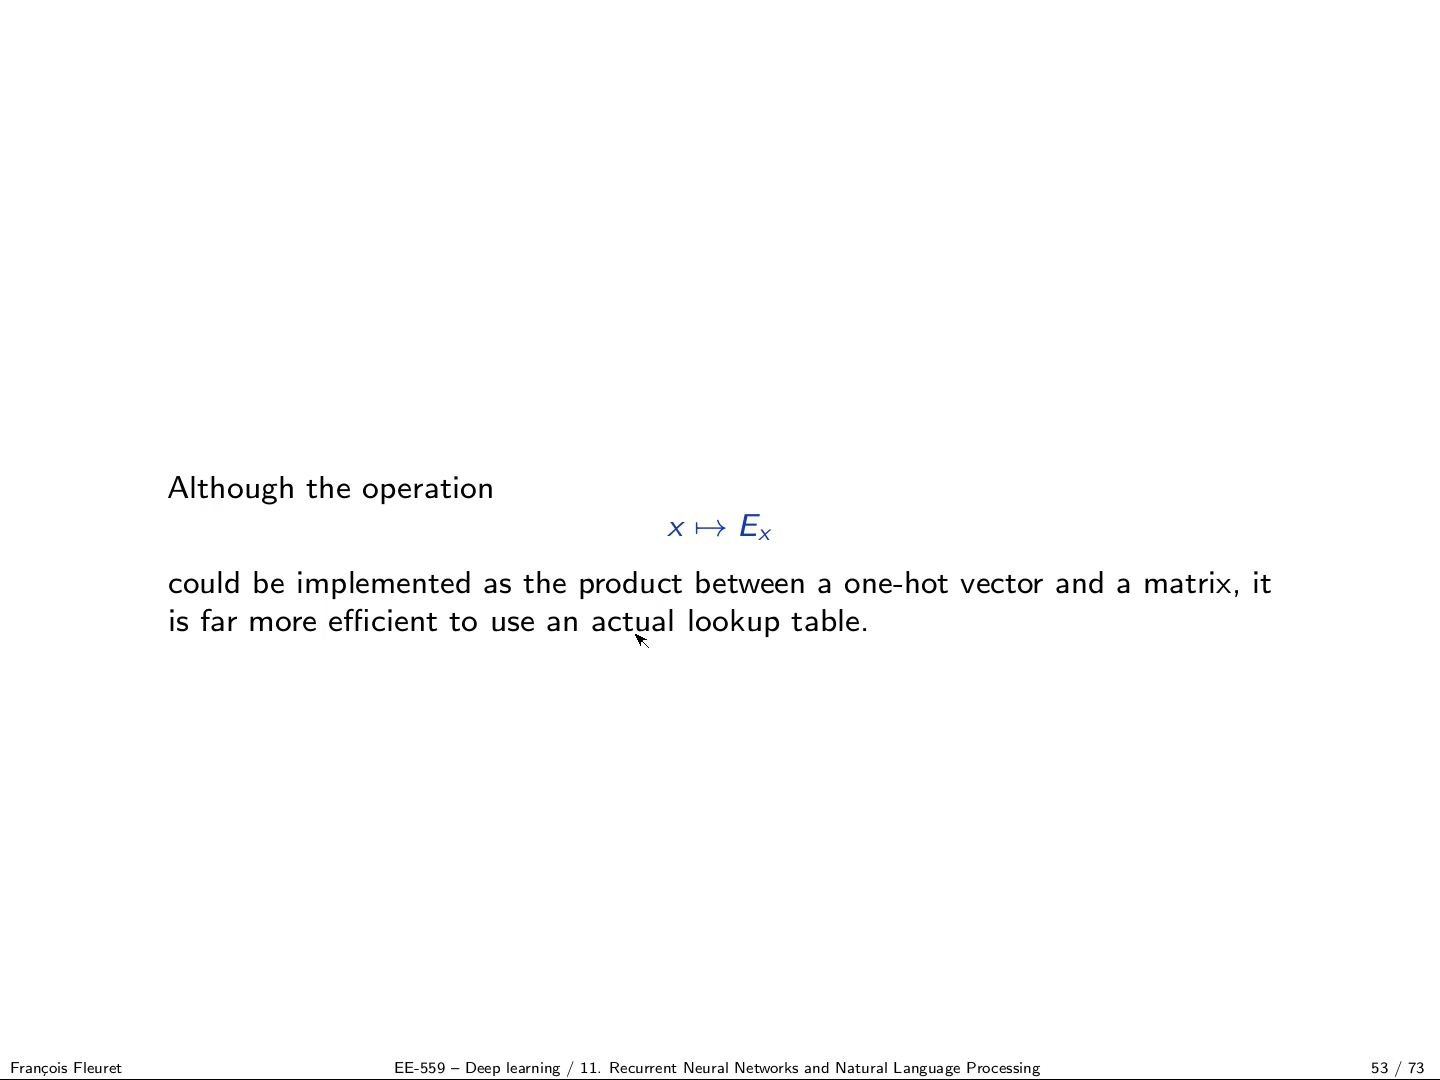 Although the operation
x ↦ Eₓ
could be implemented as the product between a one-hot vector and a matrix, it
is far more efficient to use an actual lookup table.
François Fleuret
EE-559 – Deep learning / 11. Recurrent Neural Networks and Natural Language Processing
53 / 73